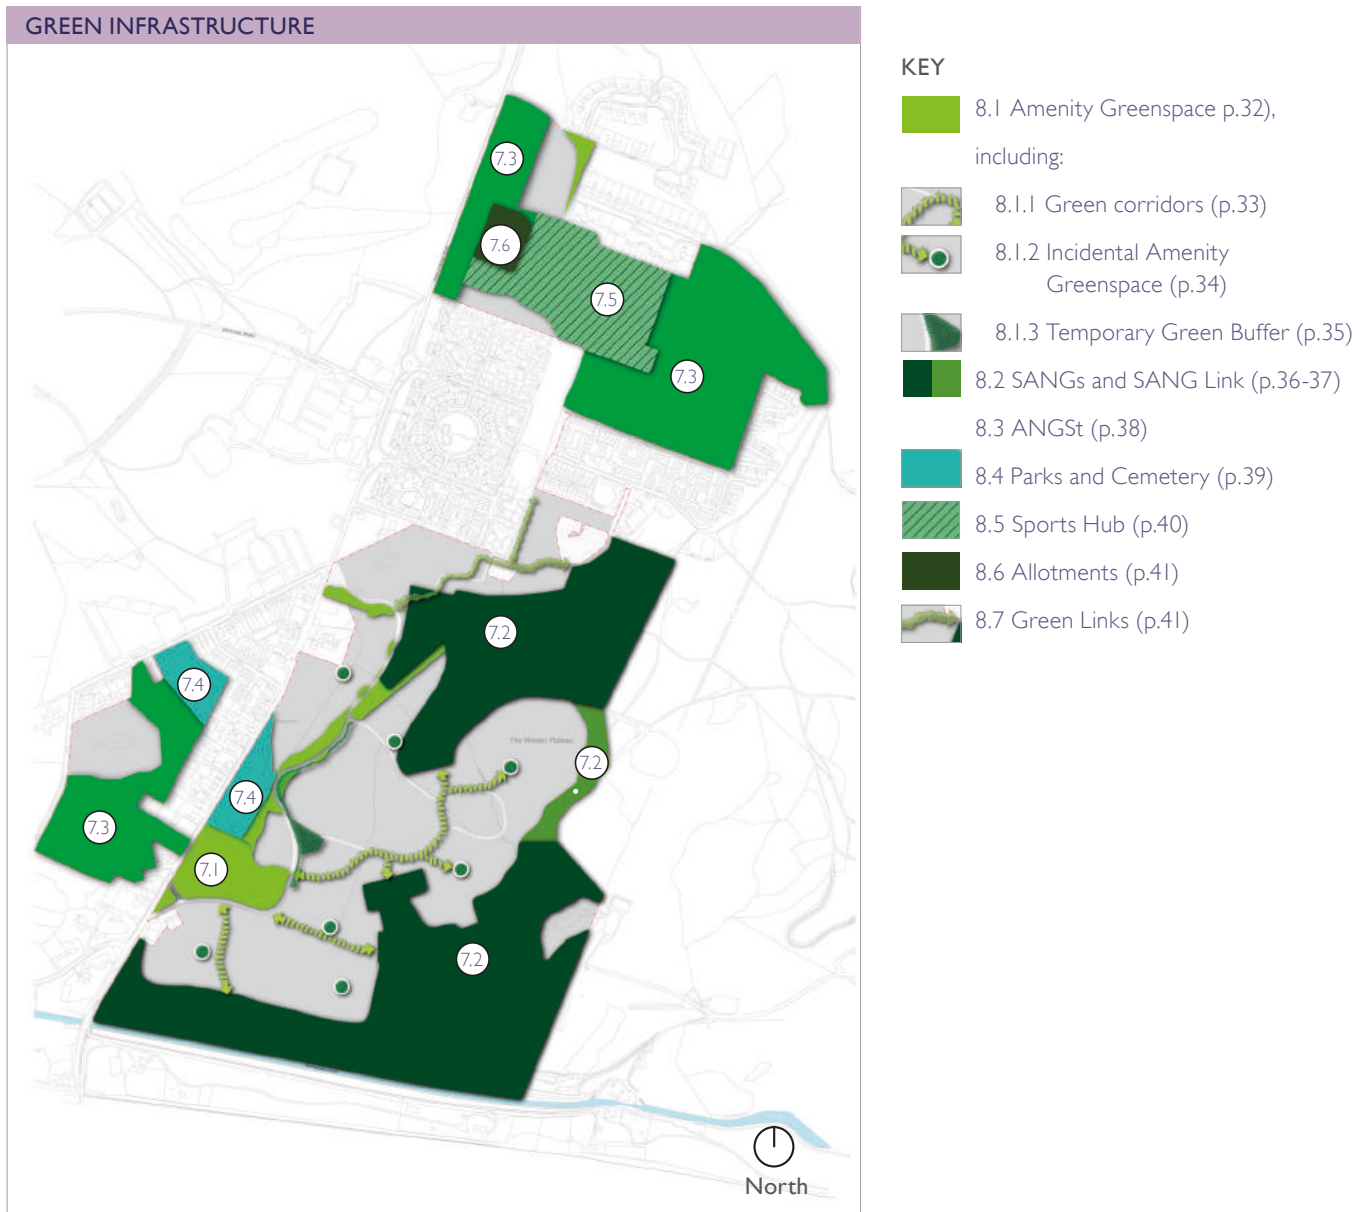 GREEN INFRASTRUCTURE
KEY
8.1 Amenity Greenspace p.32),
including:
8.1.1 Green corridors (p.33)
8.1.2 Incidental Amenity
Greenspace (p.34)
8.1.3 Temporary Green Buffer (p.35)
8.2 SANGs and SANG Link (p.36-37)
8.3 ANGSt (p.38)
8.4 Parks and Cemetery (p.39)
8.5 Sports Hub (p.40)
8.6 Allotments (p.41)
8.7 Green Links (p.41)
7.3
7.6
7.5
7.3
7.2
7.4
7.2
7.4
7.3
7.1
7.2
North